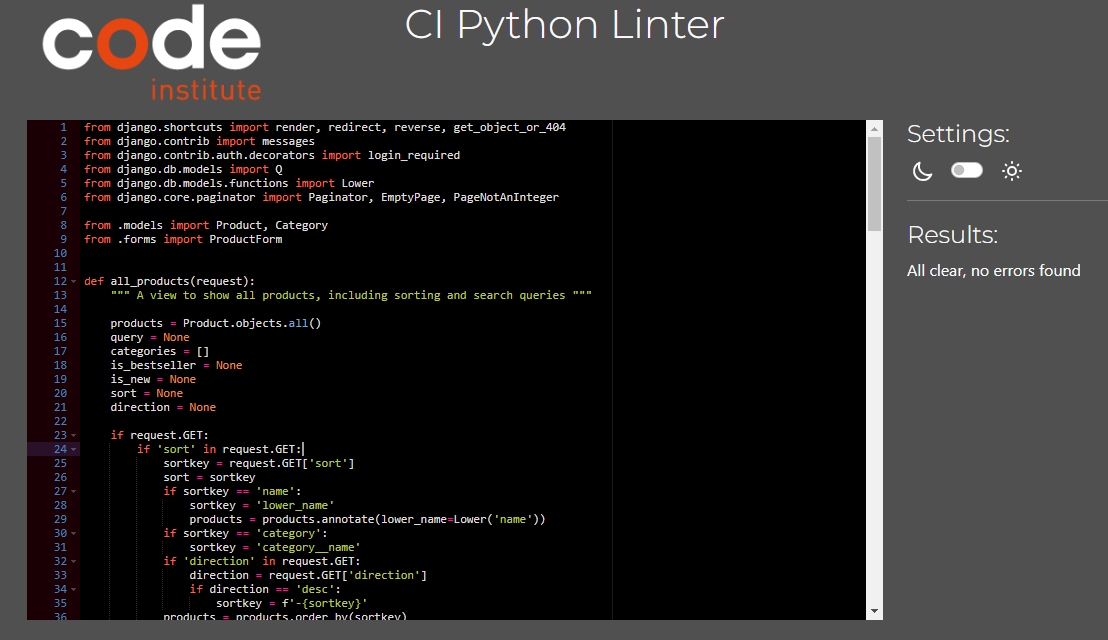 code
institute
CI Python Linter
1 from django.shortcuts import render, redirect, reverse, get_object_or_404
2 from django.contrib import messages
3 from django.contrib.auth.decorators import login_required
4 from django.db.models import Q
5 from django.db.models.functions import Lower
6 from django.core.paginator import Paginator, EmptyPage, PageNotAnInteger
7
8 from .models import Product, Category
9 from .forms import ProductForm
10
11
12 def all_products(request):
13     """ A view to show all products, including sorting and search queries """
14
15     products = Product.objects.all()
16     query = None
17     categories = []
18     is_bestseller = None
19     is_new = None
20     sort = None
21     direction = None
22
23     if request.GET:
24         if 'sort' in request.GET:
25             sortkey = request.GET['sort']
26             sort = sortkey
27             if sortkey == 'name':
28                 sortkey = 'lower_name'
29                 products = products.annotate(lower_name=Lower('name'))
30             if sortkey == 'category':
31                 sortkey = 'category__name'
32             if 'direction' in request.GET:
33                 direction = request.GET['direction']
34                 if direction == 'desc':
35                     sortkey = f'-{sortkey}'
36             products = products.order_by(sortkey)
Settings:
Results:
All clear, no errors found